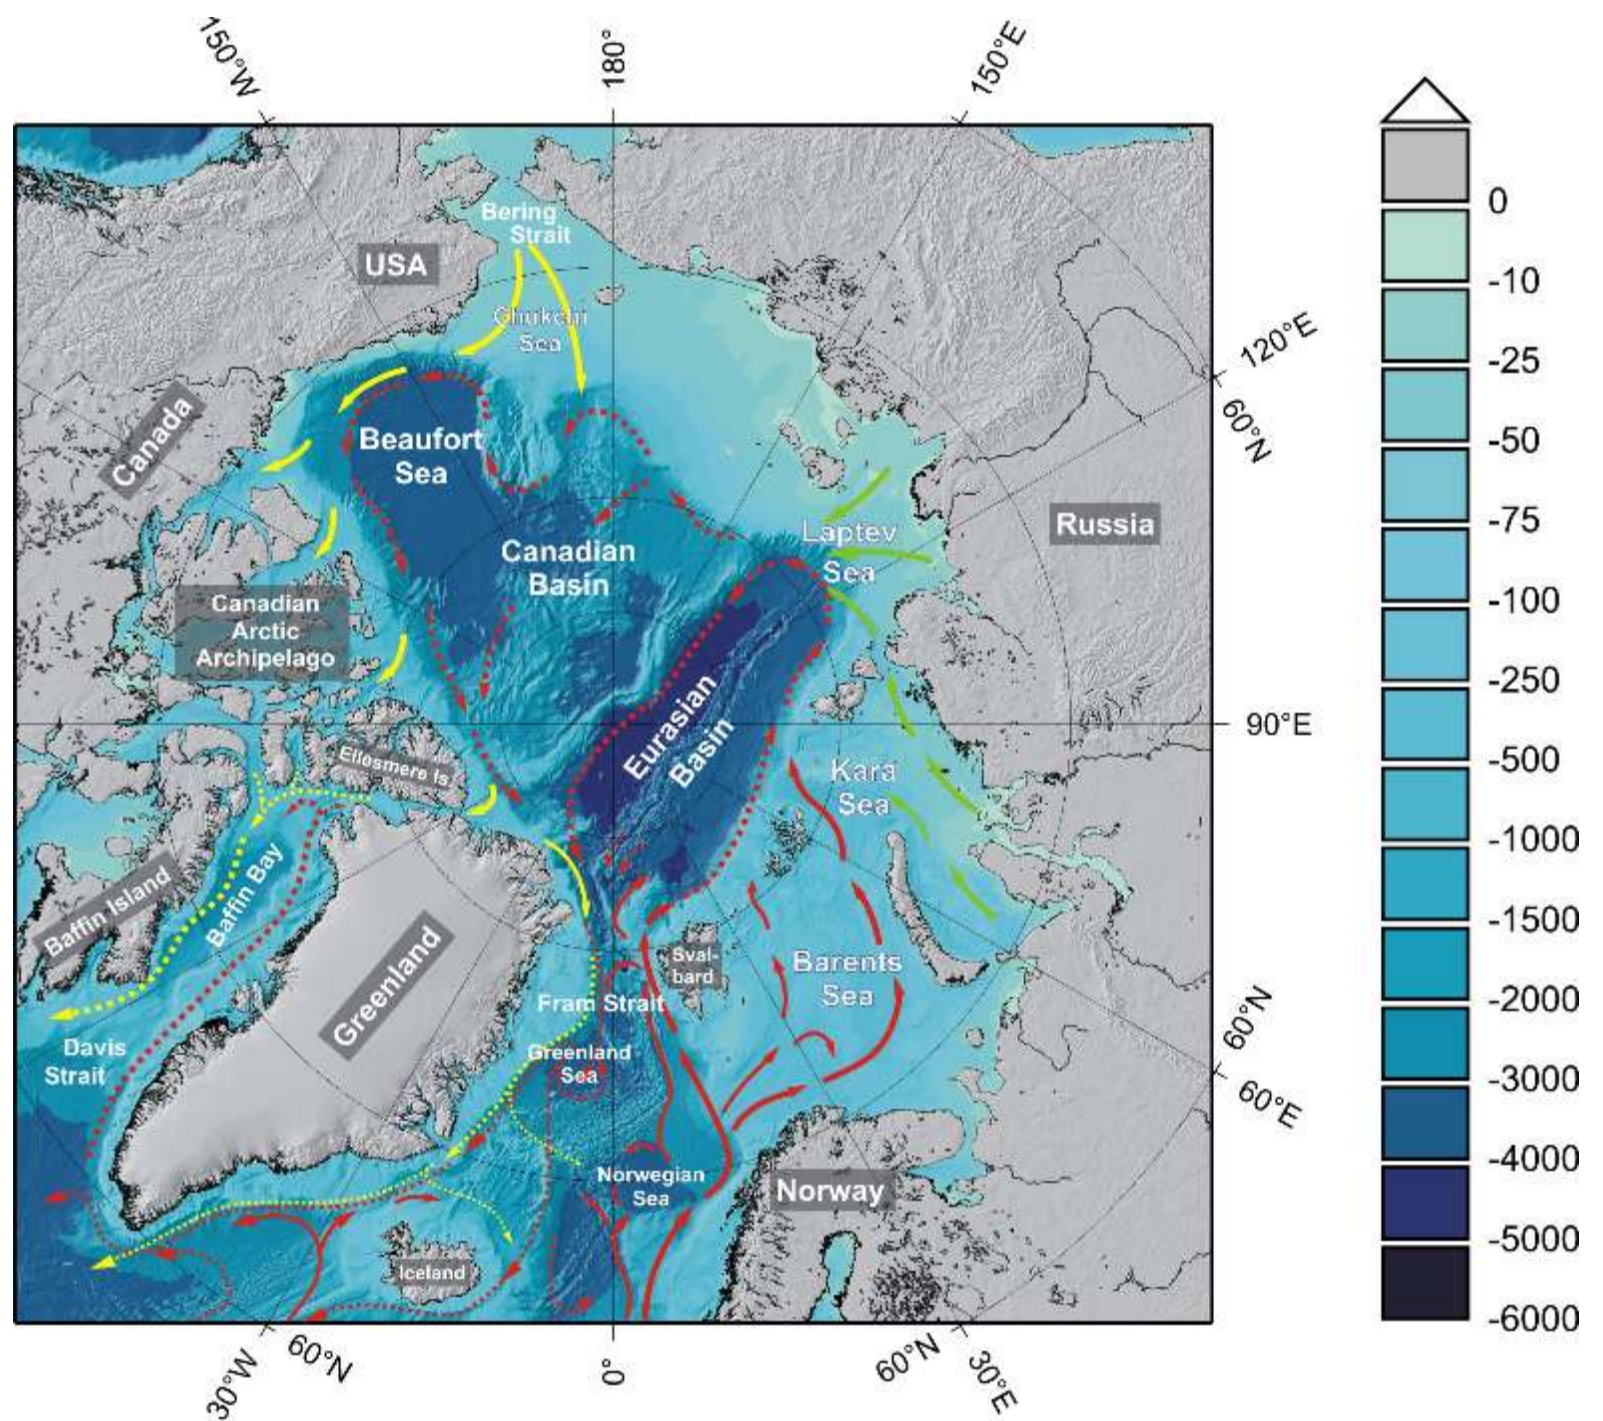 150°W
180°
150°E
Bering
Strait
USA
Chukchi
Sea
120°E
60°N
Canada
Beaufort
Sea
Laptev
Sea
Russia
Canadian
Basin
Canadian
Arctic
Archipelago
Eurasian
Basin
90°E
Ellesmere Is
Kara
Sea
Baffin Island
Baffin Bay
Greenland
Sval-
bard
Barents
Sea
Fram Strait
Davis
Strait
Greenland
Sea
60°N
60°E
Norwegian
Sea
Norway
Iceland
30°W
60°N
0°
60°N
30°E
0
-10
-25
-50
-75
-100
-250
-500
-1000
-1500
-2000
-3000
-4000
-5000
-6000